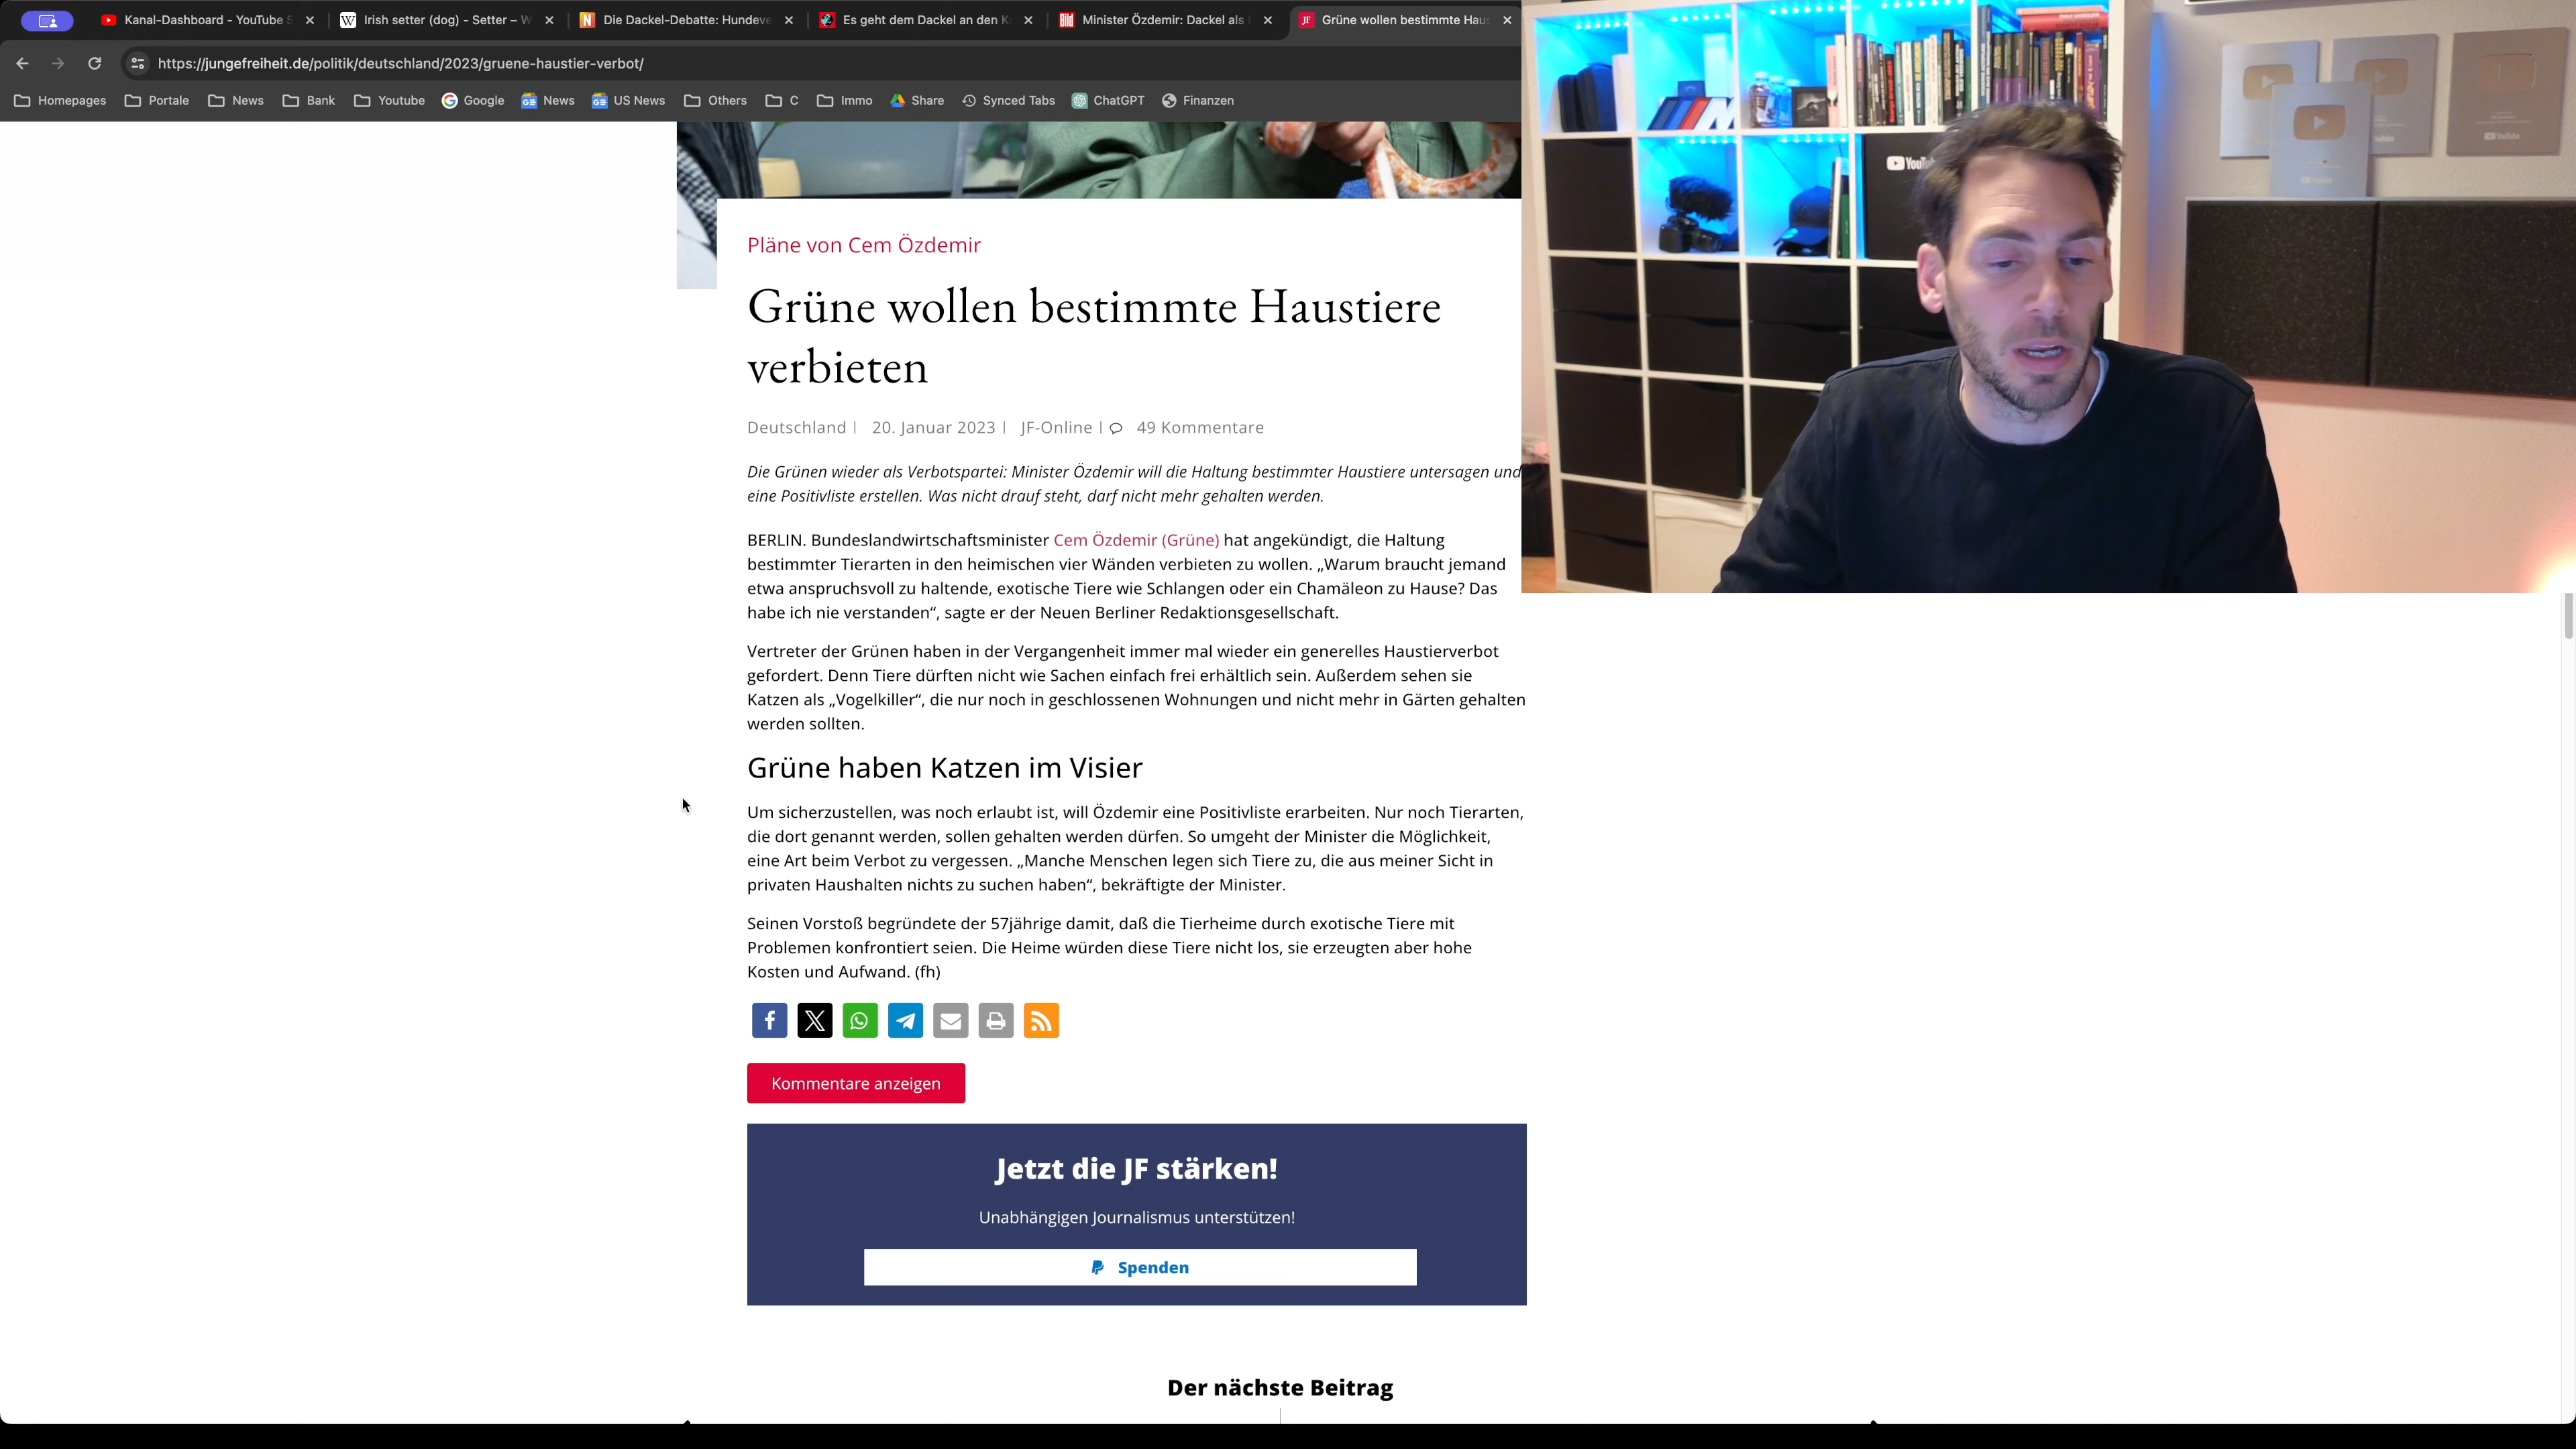 Kanal-Dashboard - YouTube S
Irish setter (dog) - Setter – W
Die Dackel-Debatte: Hundeve
Es geht dem Dackel an den K
Minister Özdemir: Dackel als
Grüne wollen bestimmte Haus
https://jungefreiheit.de/politik/deutschland/2023/gruene-haustier-verbot/
Homepages Portale News Bank Youtube Google News US News Others C Immo Share Synced Tabs ChatGPT Finanzen
Pläne von Cem Özdemir
Grüne wollen bestimmte Haustiere
verbieten
Deutschland | 20. Januar 2023 | JF-Online | 49 Kommentare
Die Grünen wieder als Verbotspartei: Minister Özdemir will die Haltung bestimmter Haustiere untersagen und
eine Positivliste erstellen. Was nicht drauf steht, darf nicht mehr gehalten werden.
BERLIN. Bundeslandwirtschaftsminister Cem Özdemir (Grüne) hat angekündigt, die Haltung
bestimmter Tierarten in den heimischen vier Wänden verbieten zu wollen. „Warum braucht jemand
etwa anspruchsvoll zu haltende, exotische Tiere wie Schlangen oder ein Chamäleon zu Hause? Das
habe ich nie verstanden“, sagte er der Neuen Berliner Redaktionsgesellschaft.
Vertreter der Grünen haben in der Vergangenheit immer mal wieder ein generelles Haustierverbot
gefordert. Denn Tiere dürften nicht wie Sachen einfach frei erhältlich sein. Außerdem sehen sie
Katzen als „Vogelkiller“, die nur noch in geschlossenen Wohnungen und nicht mehr in Gärten gehalten
werden sollten.
Grüne haben Katzen im Visier
Um sicherzustellen, was noch erlaubt ist, will Özdemir eine Positivliste erarbeiten. Nur noch Tierarten,
die dort genannt werden, sollen gehalten werden dürfen. So umgeht der Minister die Möglichkeit,
eine Art beim Verbot zu vergessen. „Manche Menschen legen sich Tiere zu, die aus meiner Sicht in
privaten Haushalten nichts zu suchen haben“, bekräftigte der Minister.
Seinen Vorstoß begründete der 57jährige damit, daß die Tierheime durch exotische Tiere mit
Problemen konfrontiert seien. Die Heime würden diese Tiere nicht los, sie erzeugten aber hohe
Kosten und Aufwand. (fh)
Kommentare anzeigen
Jetzt die JF stärken!
Unabhängigen Journalismus unterstützen!
Spenden
Der nächste Beitrag